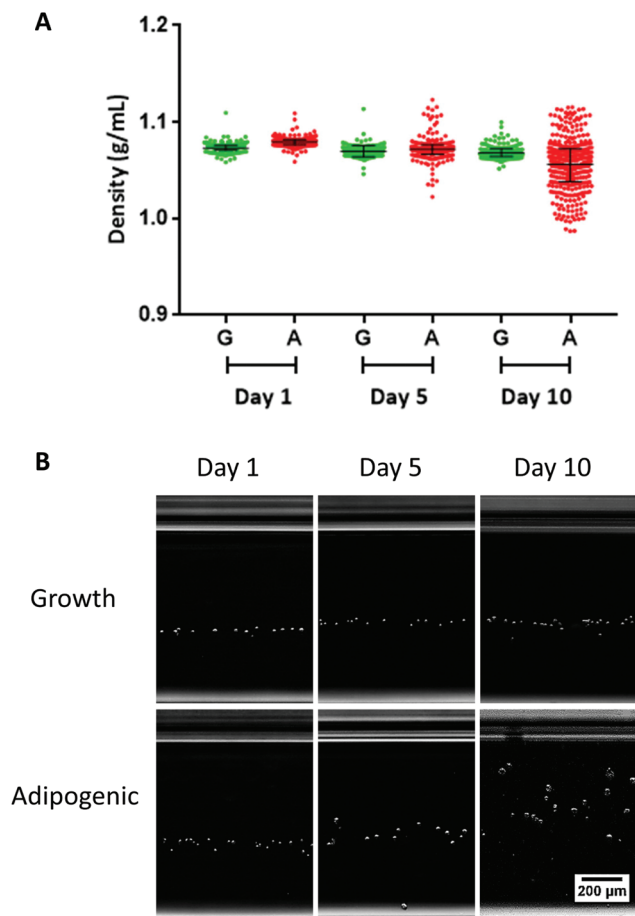 A
1.2
1.1
1.0
0.9
Density (g/mL)
G A G A G A
Day 1 Day 5 Day 10
B
Day 1 Day 5 Day 10
Growth
Adipogenic
200 µm